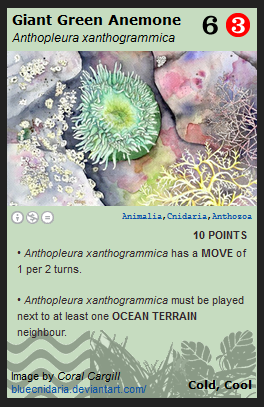 Giant Green Anemone
Anthopleura xanthogrammica
6 3
Animalia,Cnidaria,Anthozoa
10 POINTS
• Anthopleura xanthogrammica has a MOVE of
1 per 2 turns.
• Anthopleura xanthogrammica must be played
next to at least one OCEAN TERRAIN
neighbour.
Image by Coral Cargill
bluecnidaria.deviantart.com/
Cold, Cool